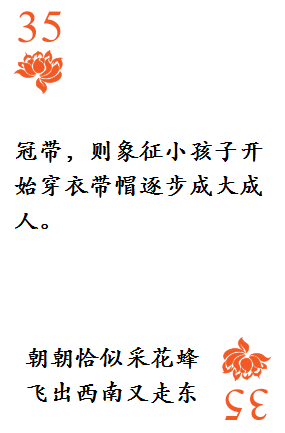 35
冠带，则象征小孩子开
始穿衣带帽逐步成大成
人。
朝朝恰似采花蜂
飞出西南又走东
35